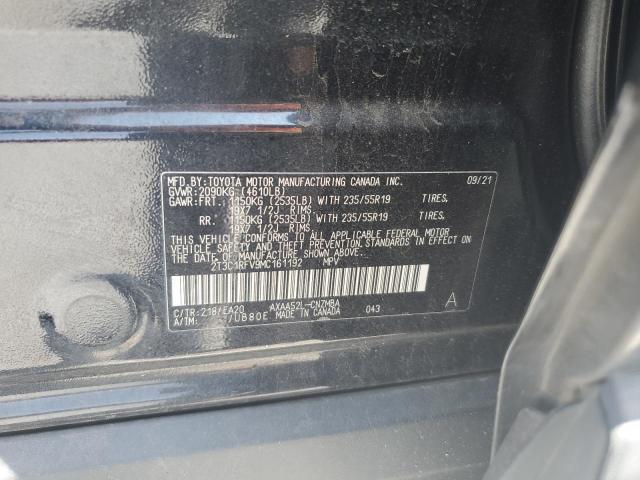 MFD.BY:TOYOTA MOTOR MANUFACTURING CANADA INC. 09/21
GVWR:2090KG (4610LB)
GAWR:FRT. 1150KG (2535LB) WITH 235/55R19 TIRES,
19X7 1/2J RIMS
RR. 1150KG (2535LB) WITH 235/55R19 TIRES,
19X7 1/2J RIMS
THIS VEHICLE CONFORMS TO ALL APPLICABLE FEDERAL MOTOR
VEHICLE SAFETY AND THEFT PREVENTION STANDARDS IN
EFFECT ON THE DATE OF MANUFACTURE SHOWN ABOVE.
2T3C1RFV9MC161192 MPV
C/TR:218/EA20 AXAA52L-CNZMBA 043 A
A/TM: /UB80E MADE IN CANADA